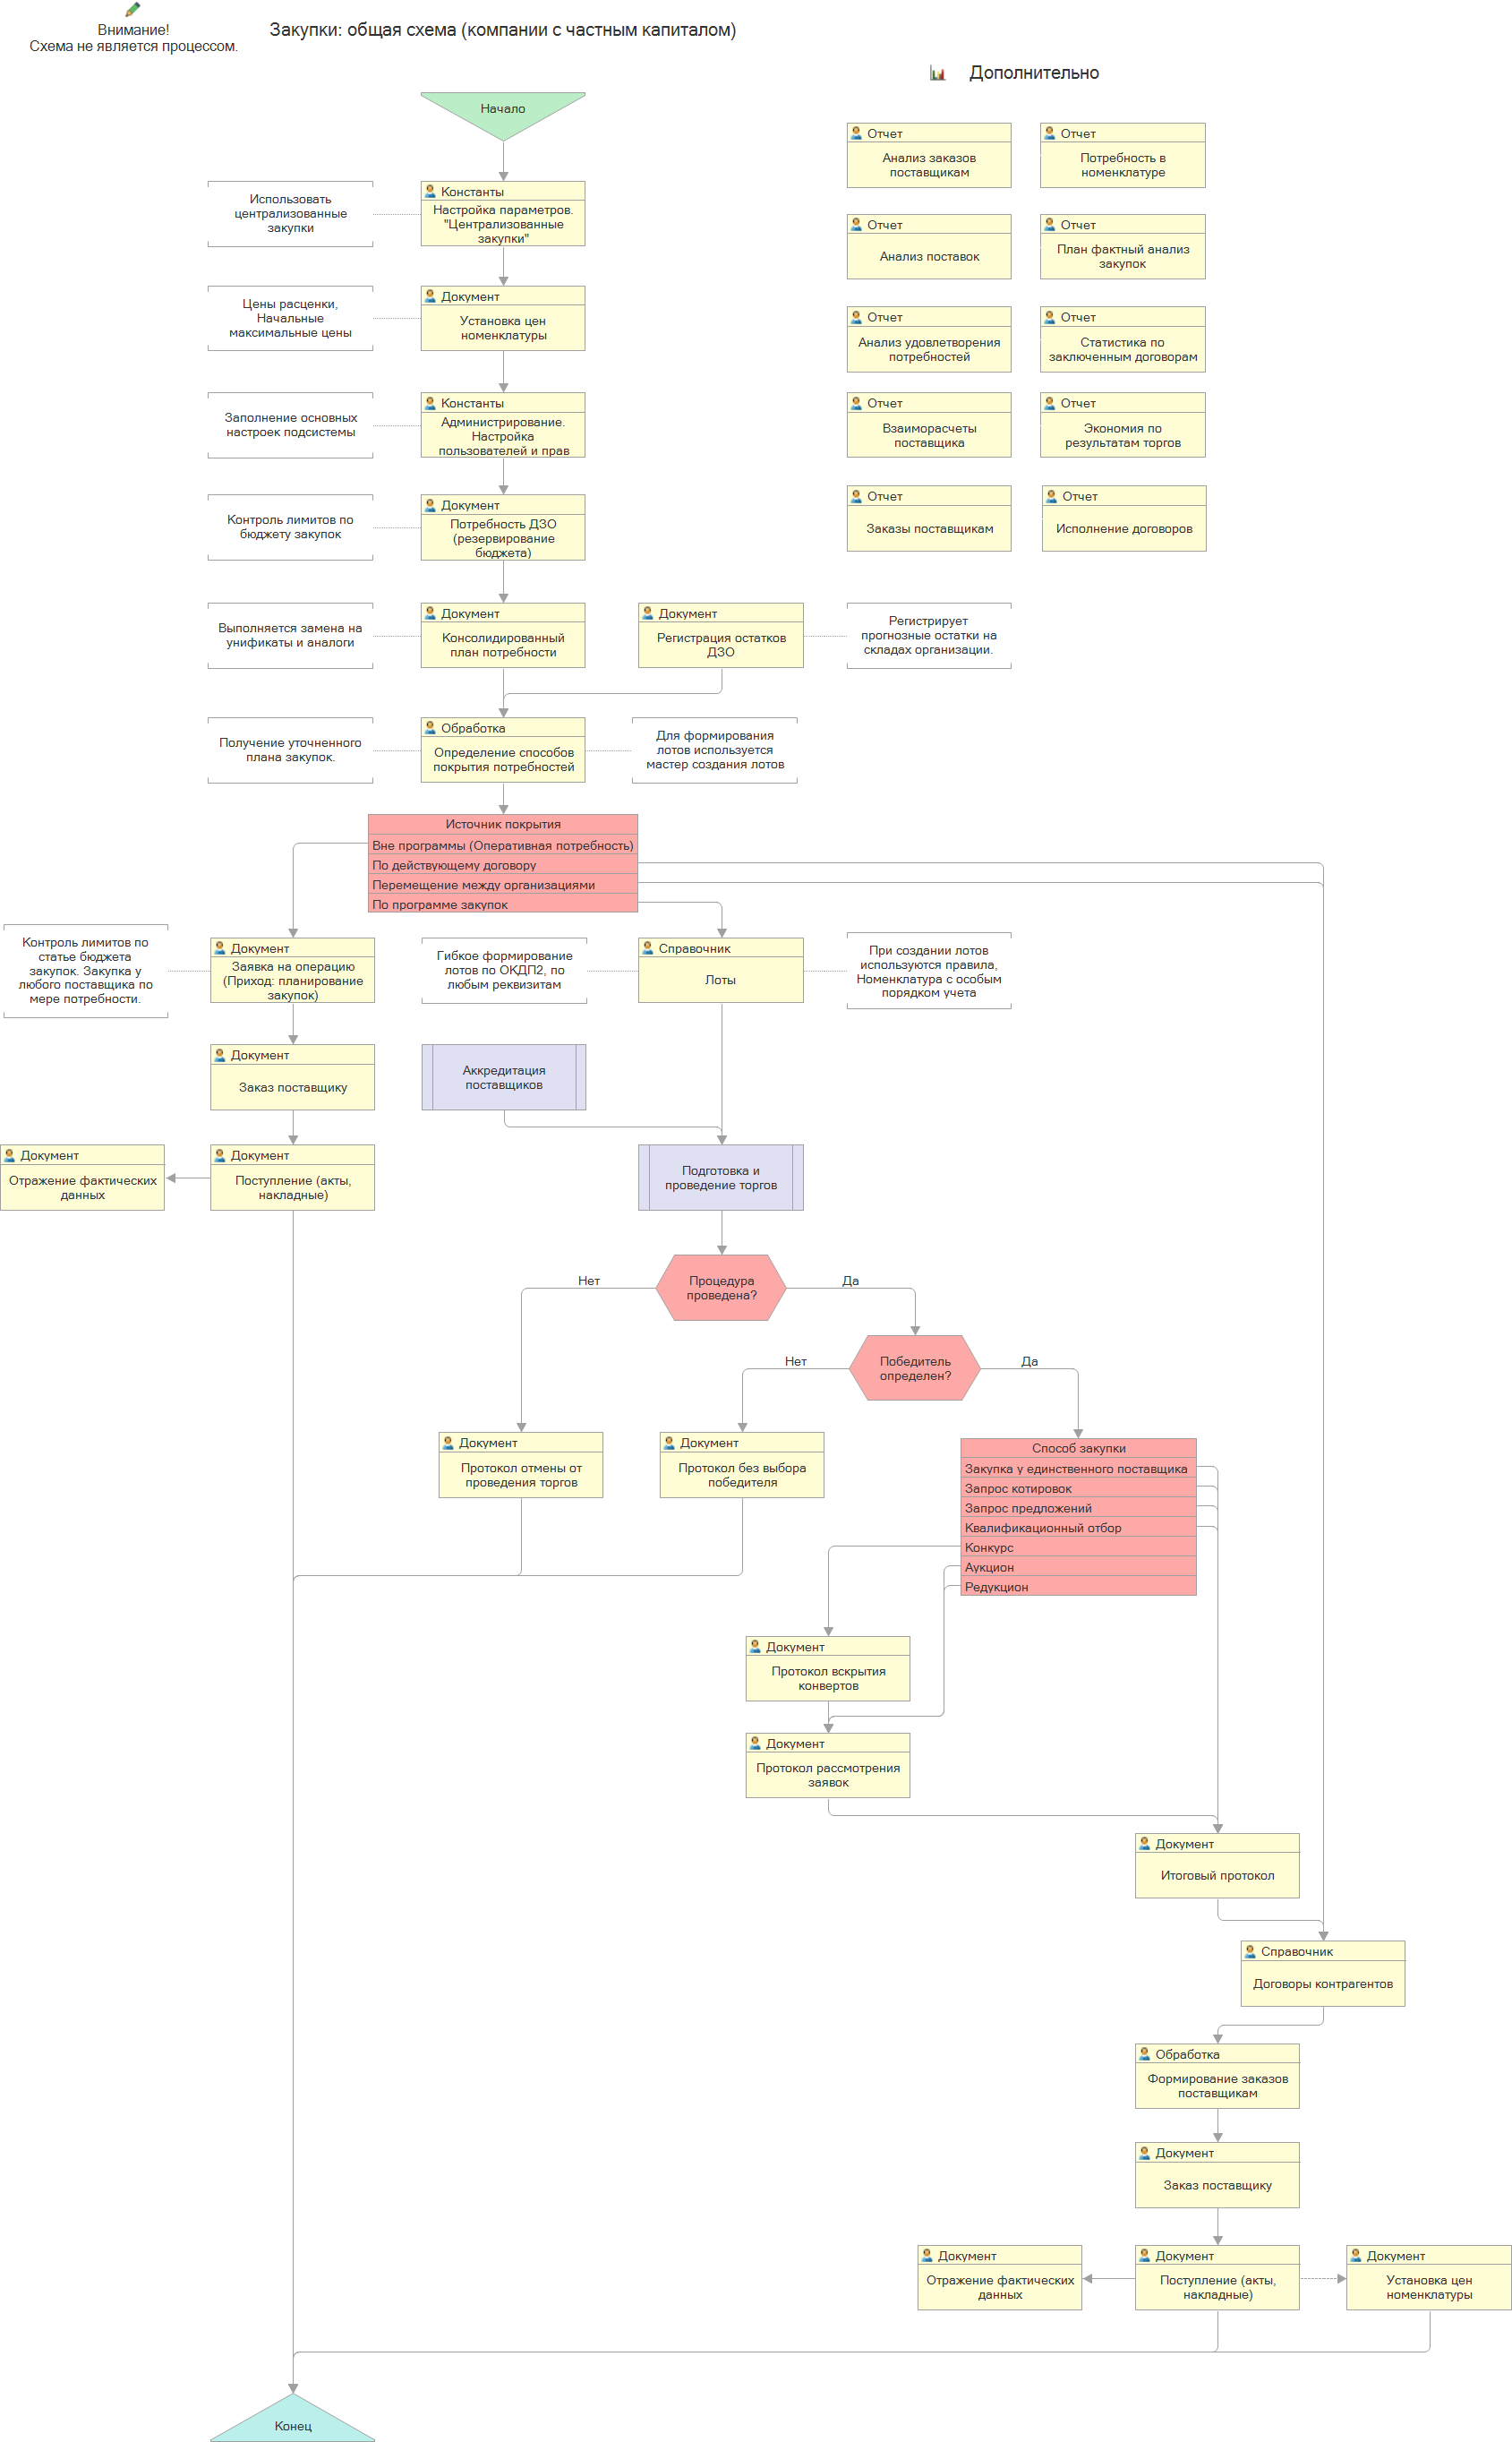 Внимание!
Схема не является процессом.
Закупки: общая схема (компании с частным капиталом)
Дополнительно
Начало
Отчет
Анализ заказов
поставщикам
Отчет
Потребность в
номенклатуре
Использовать
централизованные
закупки
Константы
Настройка параметров.
"Централизованные
закупки"
Отчет
Анализ поставок
Отчет
План фактный анализ
закупок
Цены расценки,
Начальные
максимальные цены
Документ
Установка цен
номенклатуры
Отчет
Анализ удовлетворения
потребностей
Отчет
Статистика по
заключенным договорам
Заполнение основных
настроек подсистемы
Константы
Администрирование.
Настройка
пользователей и прав
Отчет
Взаиморасчеты
поставщика
Отчет
Экономия по
результатам торгов
Контроль лимитов по
бюджету закупок
Документ
Потребность ДЗО
(резервирование
бюджета)
Отчет
Заказы поставщикам
Отчет
Исполнение договоров
Выполняется замена на
унификаты и аналоги
Документ
Консолидированный
план потребности
Документ
Регистрация остатков
ДЗО
Регистрирует
прогнозные остатки на
складах организации.
Получение уточненного
плана закупок.
Обработка
Определение способов
покрытия потребностей
Для формирования
лотов используется
мастер создания лотов
Источник покрытия
Вне программы (Оперативная потребность)
По действующему договору
Перемещение между организациями
По программе закупок
Контроль лимитов по
статье бюджета
закупок. Закупка у
любого поставщика по
мере потребности.
Документ
Заявка на операцию
(Приход: планирование
закупок)
Гибкое формирование
лотов по ОКДП2, по
любым реквизитам
Справочник
Лоты
При создании лотов
используются правила,
Номенклатура с особым
порядком учета
Документ
Заказ поставщику
Аккредитация
поставщиков
Документ
Отражение фактических
данных
Документ
Поступление (акты,
накладные)
Подготовка и
проведение торгов
Нет
Процедура
проведена?
Да
Нет
Победитель
определен?
Да
Документ
Протокол отмены от
проведения торгов
Документ
Протокол без выбора
победителя
Способ закупки
Закупка у единственного поставщика
Запрос котировок
Запрос предложений
Квалификационный отбор
Конкурс
Аукцион
Редукцион
Документ
Протокол вскрытия
конвертов
Документ
Протокол рассмотрения
заявок
Документ
Итоговый протокол
Справочник
Договоры контрагентов
Обработка
Формирование заказов
поставщикам
Документ
Заказ поставщику
Документ
Отражение фактических
данных
Документ
Поступление (акты,
накладные)
Документ
Установка цен
номенклатуры
Конец